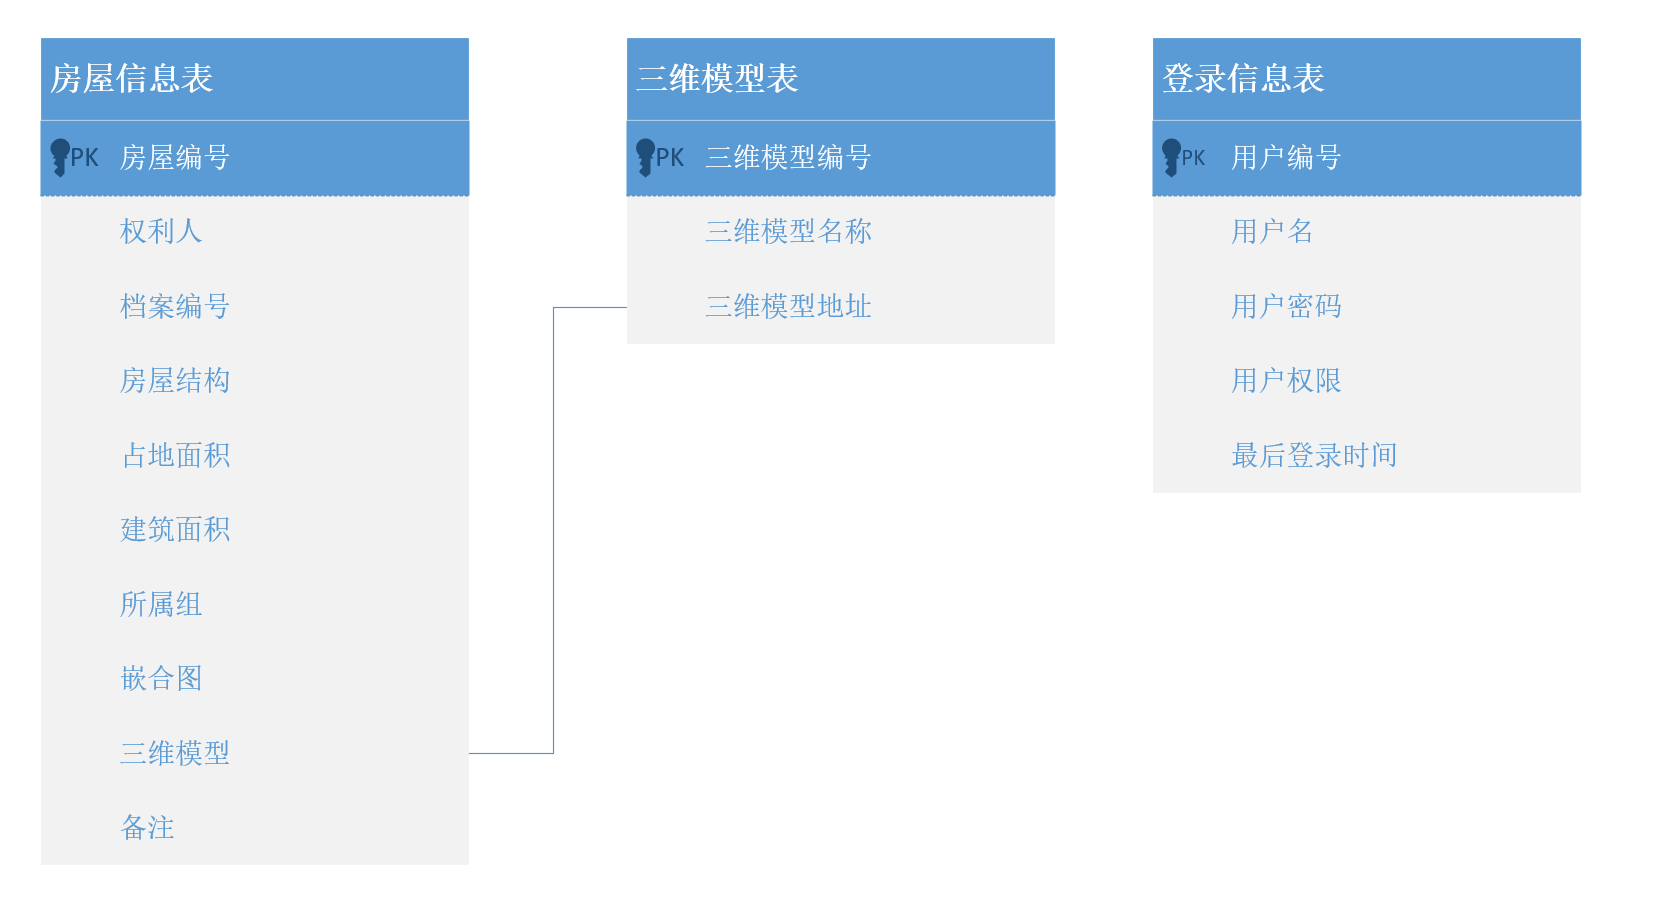 房屋信息表
PK 房屋编号
权利人
档案编号
房屋结构
占地面积
建筑面积
所属组
嵌合图
三维模型
备注
三维模型表
PK 三维模型编号
三维模型名称
三维模型地址
登录信息表
PK 用户编号
用户名
用户密码
用户权限
最后登录时间